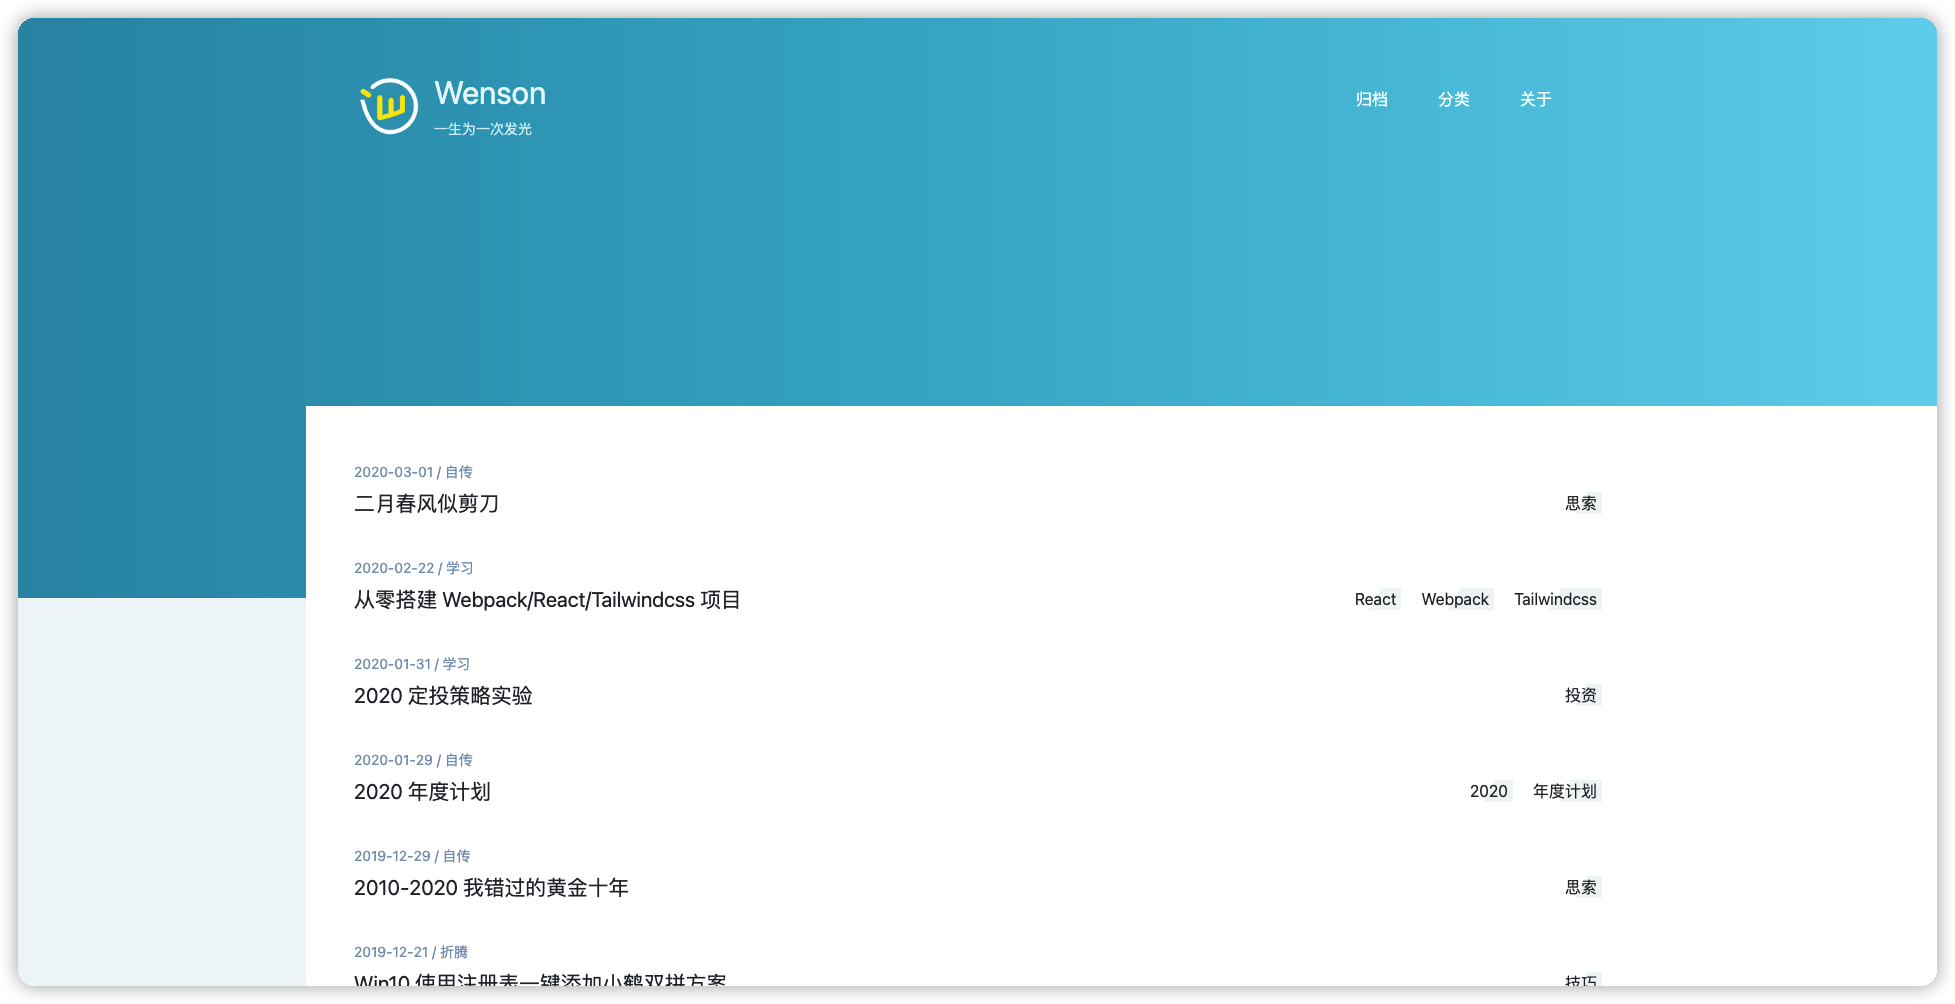 Wenson
一生为一次发光
归档 分类 关于
2020-03-01 / 自传
二月春风似剪刀 思索
2020-02-22 / 学习
从零搭建 Webpack/React/Tailwindcss 项目 React Webpack Tailwindcss
2020-01-31 / 学习
2020 定投策略实验 投资
2020-01-29 / 自传
2020 年度计划 2020 年度计划
2019-12-29 / 自传
2010-2020 我错过的黄金十年 思索
2019-12-21 / 折腾
Win10 使用注册表一键添加小鹤双拼方案 技巧